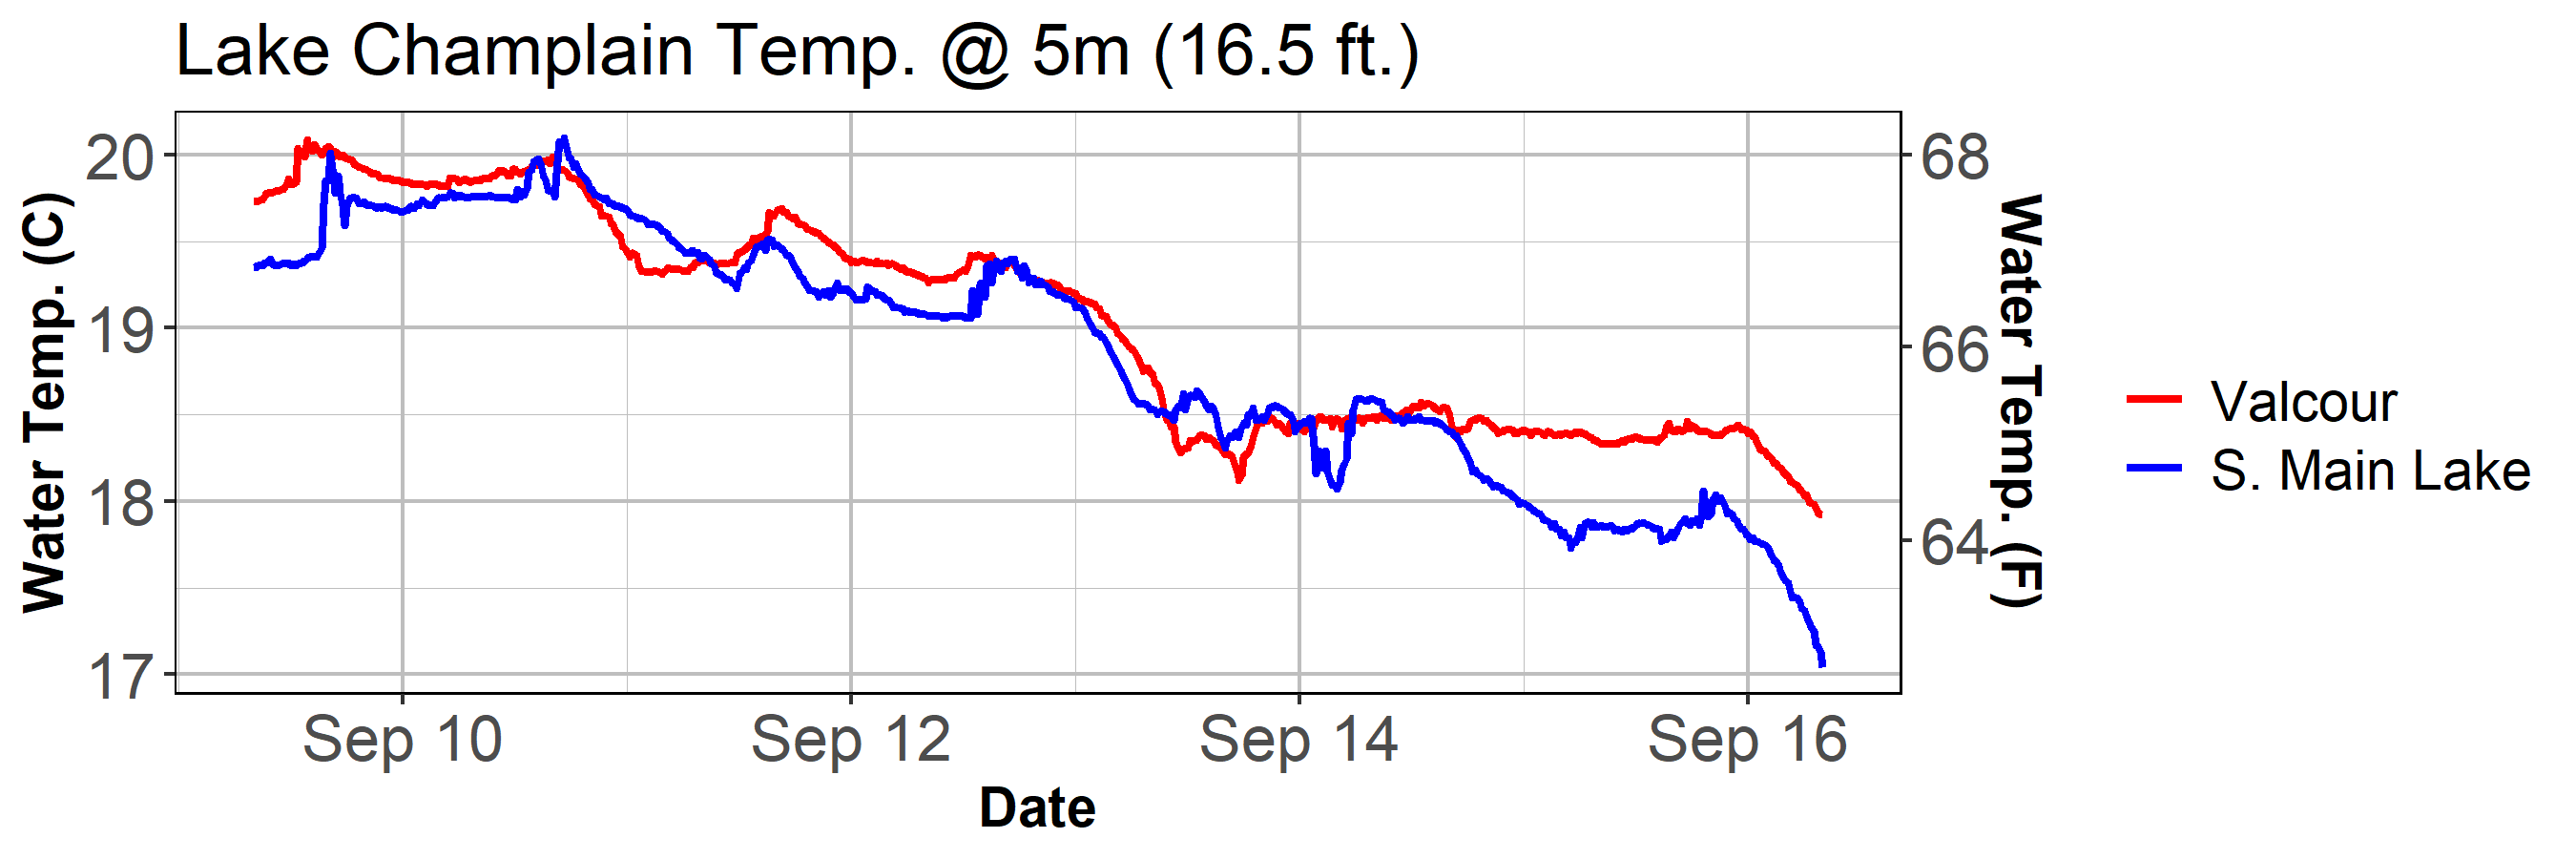 Lake Champlain Temp. @ 5m (16.5 ft.)
Water Temp. (C)
20
19
18
17
68
66
64
Water Temp. (F)
Sep 10
Sep 12
Sep 14
Sep 16
Date
Valcour
S. Main Lake